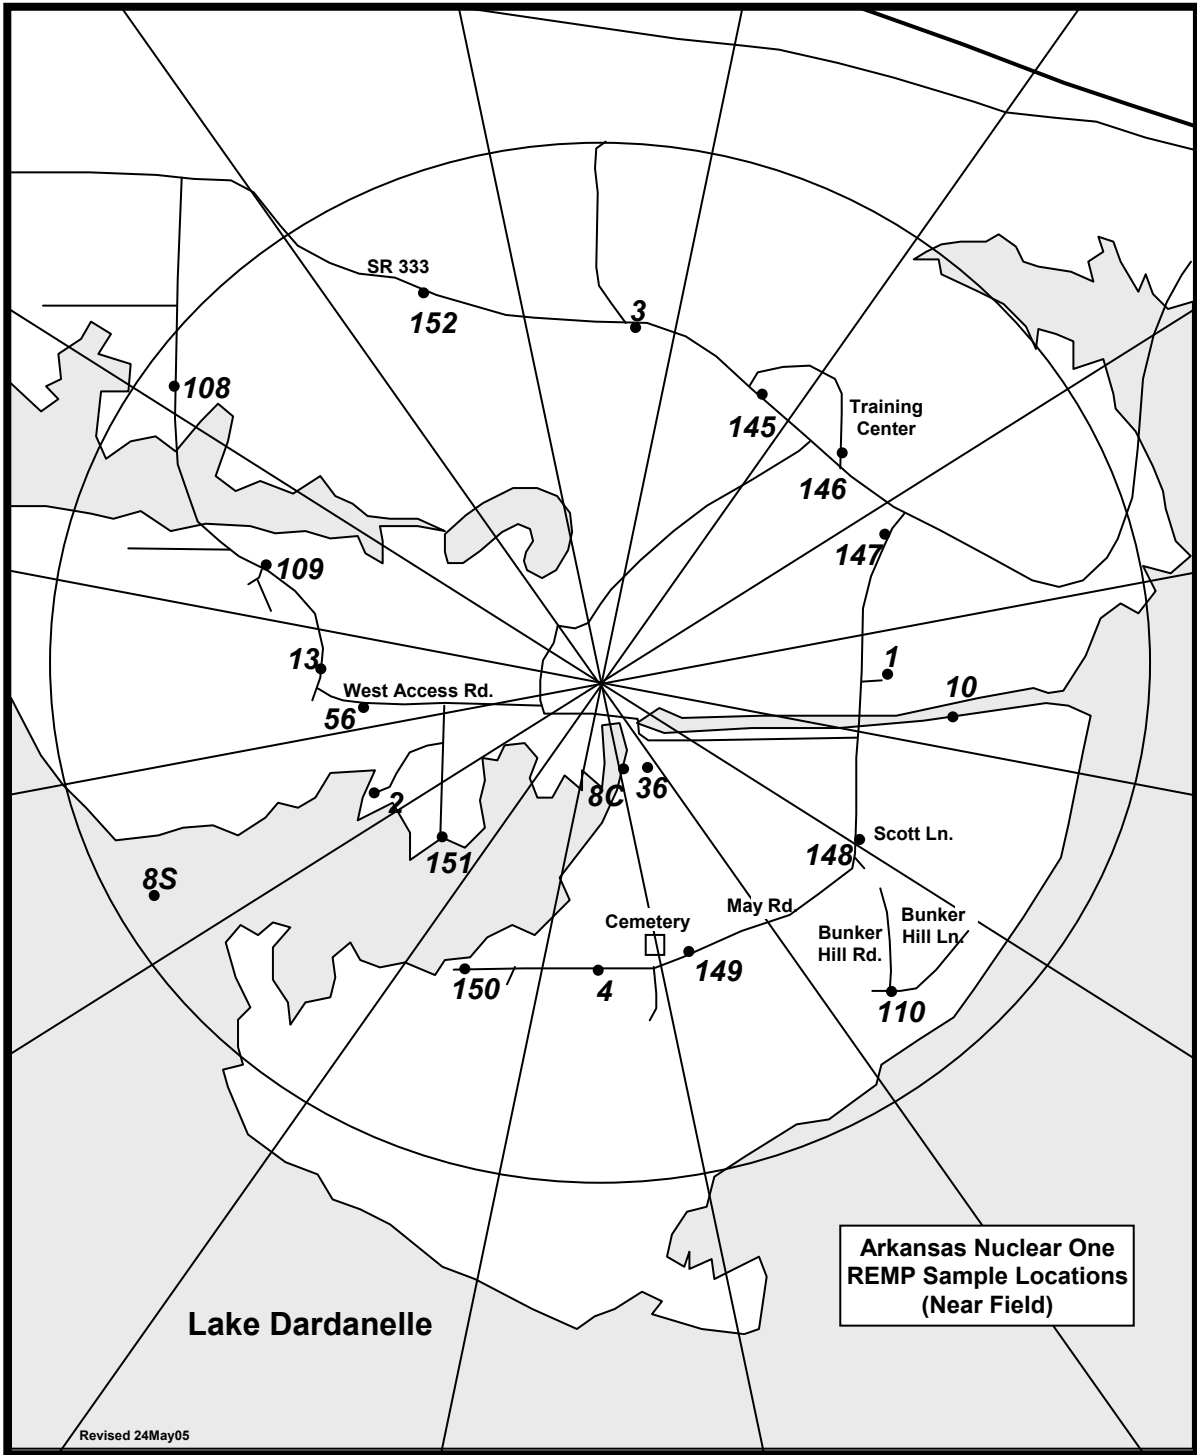 SR 333
152
3
108
145
Training
Center
146
147
109
13
1
West Access Rd.
10
56
8C
36
2
Scott Ln.
148
151
8S
May Rd.
Cemetery
Bunker
Hill Ln.
Bunker
Hill Rd.
149
150
4
110
Arkansas Nuclear One
REMP Sample Locations
(Near Field)
Lake Dardanelle
Revised 24May05